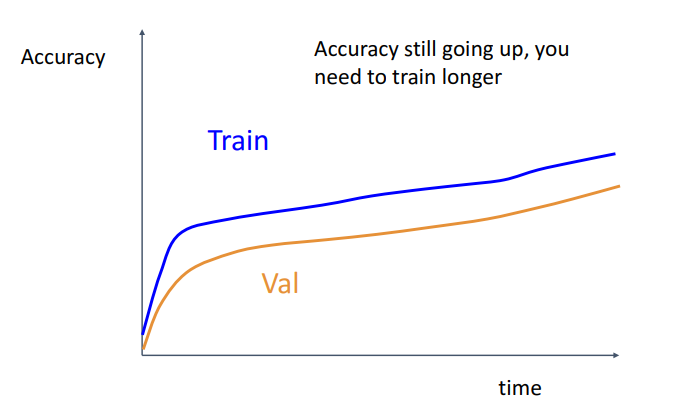 Accuracy
Accuracy still going up, you
need to train longer
Train
Val
time